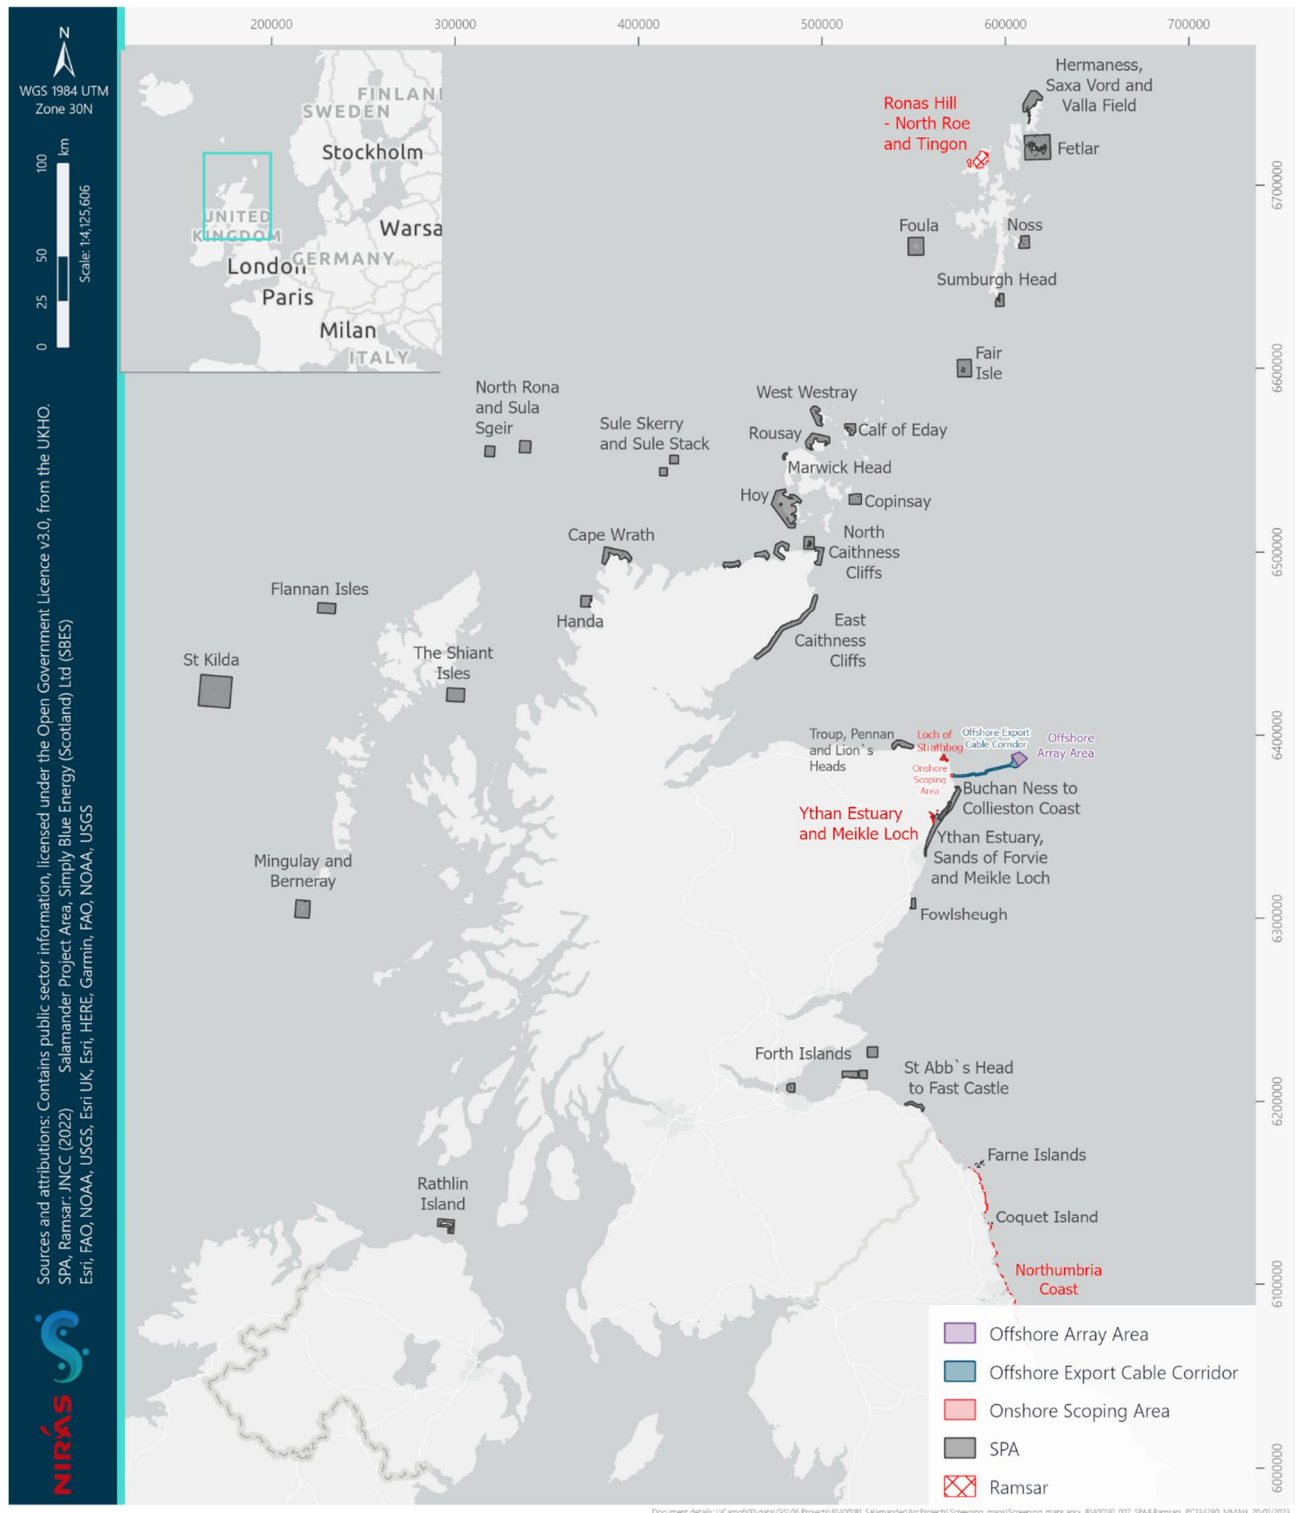 200000
300000
400000
500000
600000
700000
N
WGS 1984 UTM
Zone 30N
km
100
50
25
0
Scale: 1:4,125,606
Sources and attributions: Contains public sector information, licensed under the Open Government Licence v3.0, from the UKHO.
SPA, Ramsar: JNCC (2022)
Salamander Project Area, Simply Blue Energy (Scotland) Ltd (SBES)
Esri, FAO, NOAA, USGS, Esri UK, Esri, HERE, Garmin, FAO, NOAA, USGS
NIRAS
FINLAN
SWEDEN
Stockholm
UNITED
KINGDOM
Warsa
London
GERMANY
Paris
Milan
ITALY
Hermaness,
Saxa Vord and
Valla Field
Ronas Hill
- North Roe
and Tingon
Fetlar
Foula
Noss
Sumburgh Head
Fair
Isle
North Rona
and Sula
Sgeir
Sule Skerry
and Sule Stack
West Westray
Rousay
Calf of Eday
Marwick Head
Hoy
Copinsay
Cape Wrath
North
Caithness
Cliffs
Flannan Isles
Handa
East
Caithness
Cliffs
St Kilda
The Shiant
Isles
Troup, Pennan
and Lion`s
Heads
Loch of
Strathbeg
Offshore Export
Cable Corridor
Offshore
Array Area
Onshore
Scoping
Area
Buchan Ness to
Collieston Coast
Ythan Estuary
and Meikle Loch
Ythan Estuary,
Sands of Forvie
and Meikle Loch
Mingulay and
Berneray
Fowlsheugh
Forth Islands
St Abb`s Head
to Fast Castle
Farne Islands
Rathlin
Island
Coquet Island
Northumbria
Coast
6700000
6600000
6500000
6400000
6300000
6200000
6100000
6000000
Offshore Array Area
Offshore Export Cable Corridor
Onshore Scoping Area
SPA
Ramsar